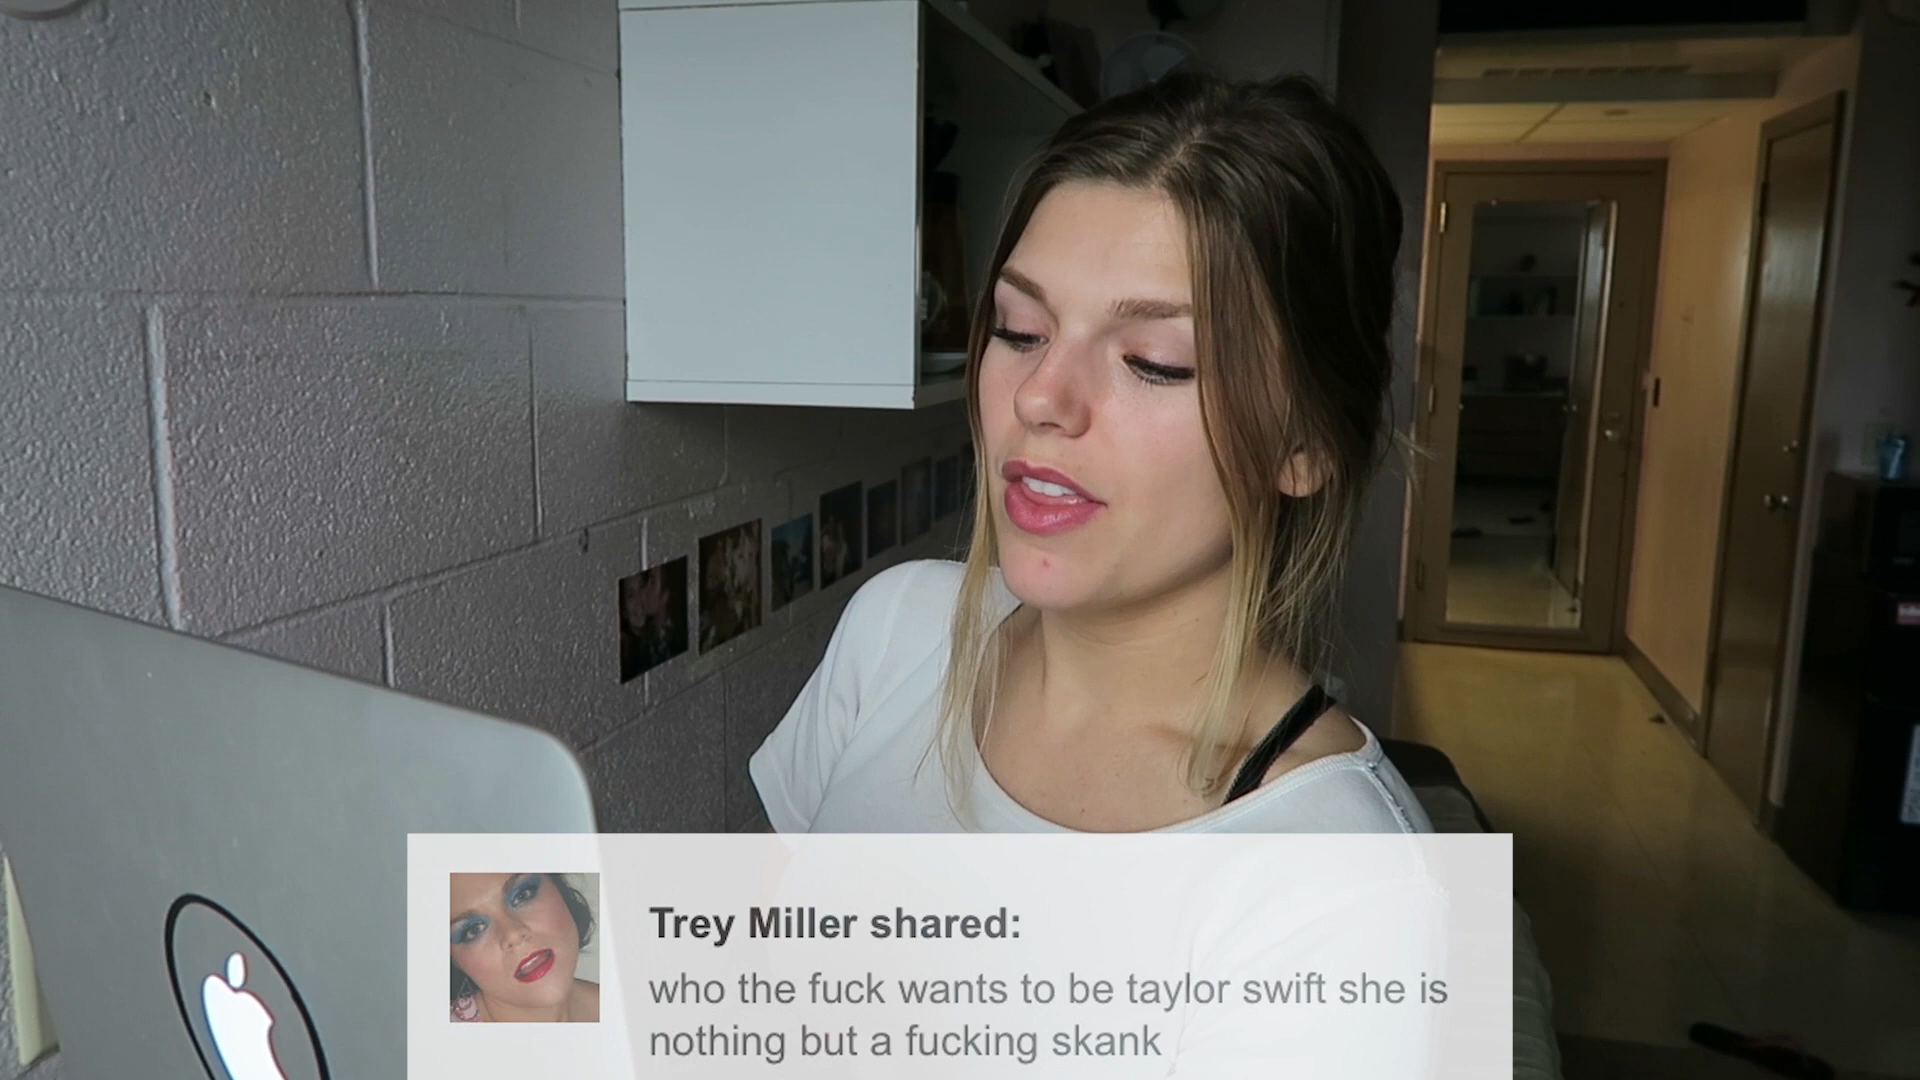 Trey Miller shared:
who the fuck wants to be taylor swift she is
nothing but a fucking skank